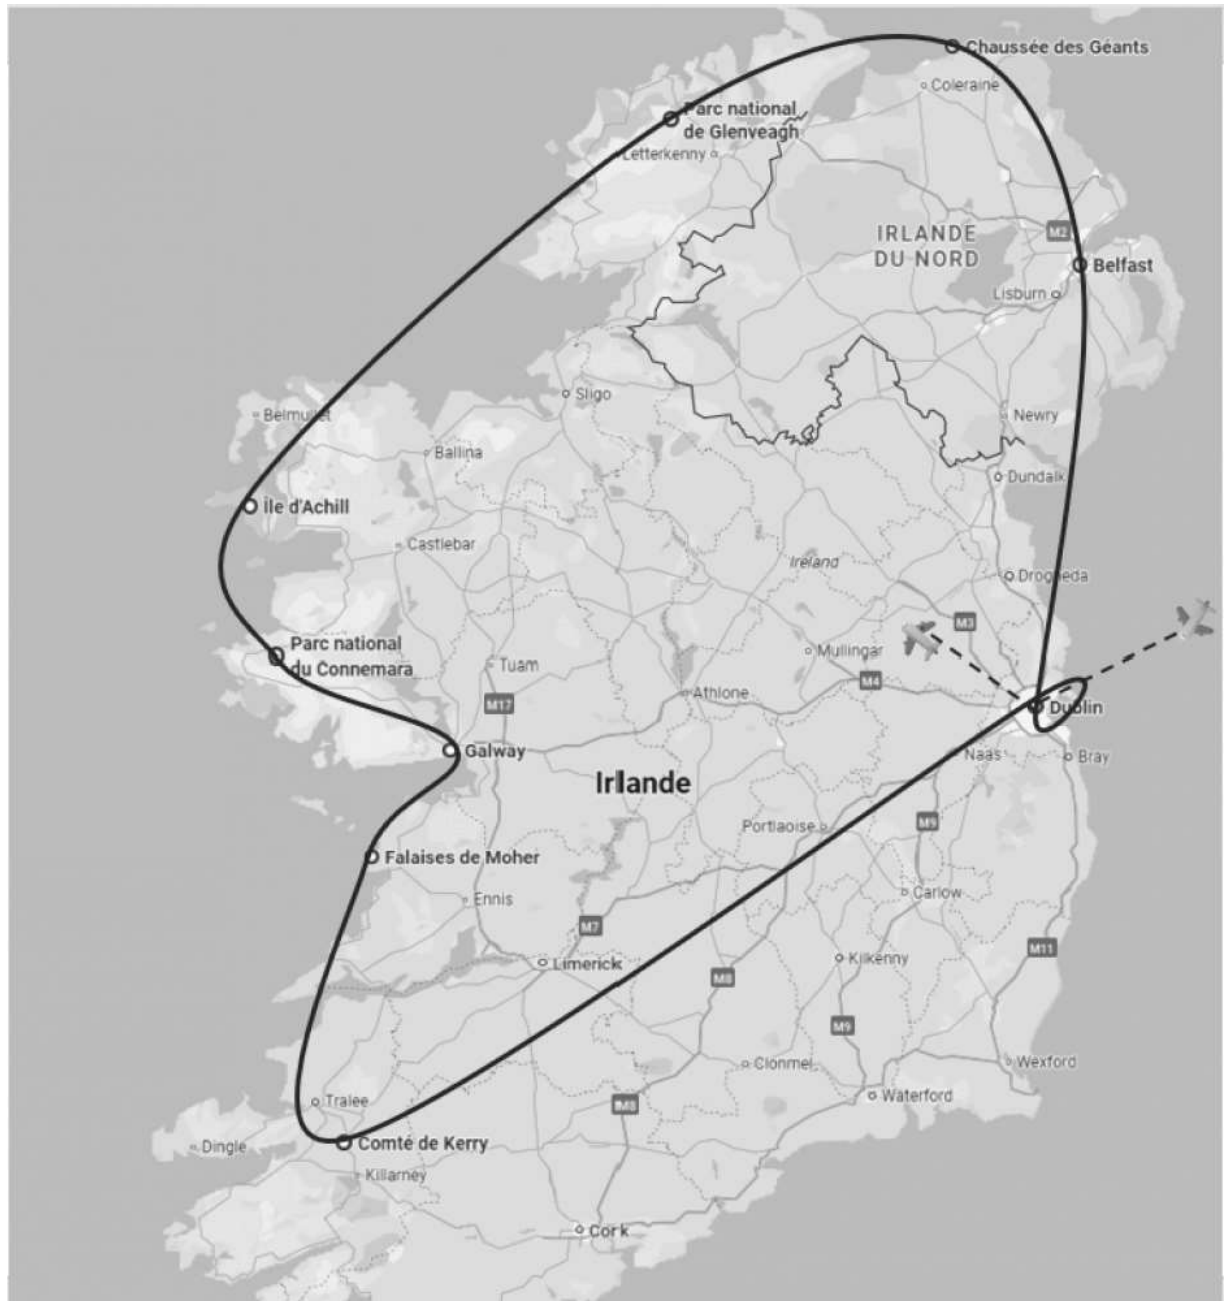 Chaussée des Géants
Coleraine
Parc national
de Glenveagh
Letterkenny
IRLANDE
DU NORD
M2
Belfast
Lisburn
Sligo
Belmullet
Newry
Ballina
Dundalk
Île d'Achill
Castlebar
Ireland
Drogheda
M3
Parc national
du Connemara
Mullingar
Tuam
M4
Athlone
M17
Dublin
Galway
Naas
Bray
Irlande
Portlaoise
M9
Falaises de Moher
Carlow
Ennis
M7
M11
Limerick
Kilkenny
M8
M9
Clonmel
Wexford
Waterford
Tralee
M8
Dingle
Comté de Kerry
Killarney
Cork